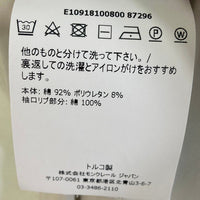 E10918100800 87296
他のものと分けて洗って下さい。/
裏返しての洗濯とアイロンがけをおすすめ
します。
本体: 綿 92% ポリウレタン 8%
袖口リブ部分: 綿 100%
トルコ製
株式会社モンクレール ジャパン
〒107-0061 東京都港区北青山3-6-7
03-3486-2110